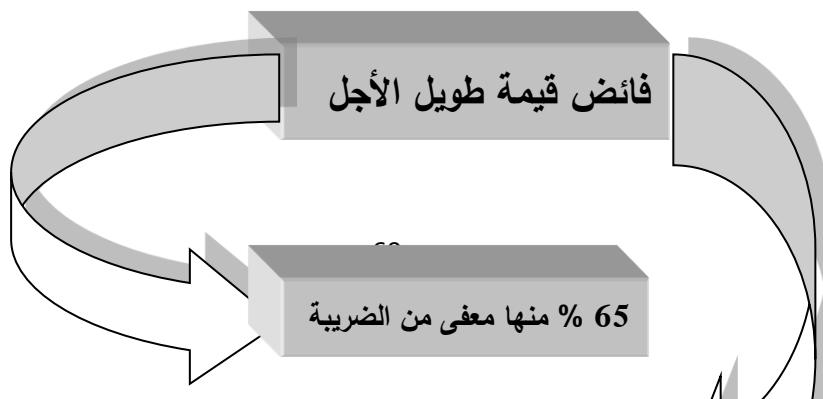 فائض قيمة طويل الأجل
65 % منها معفى من الضريبة